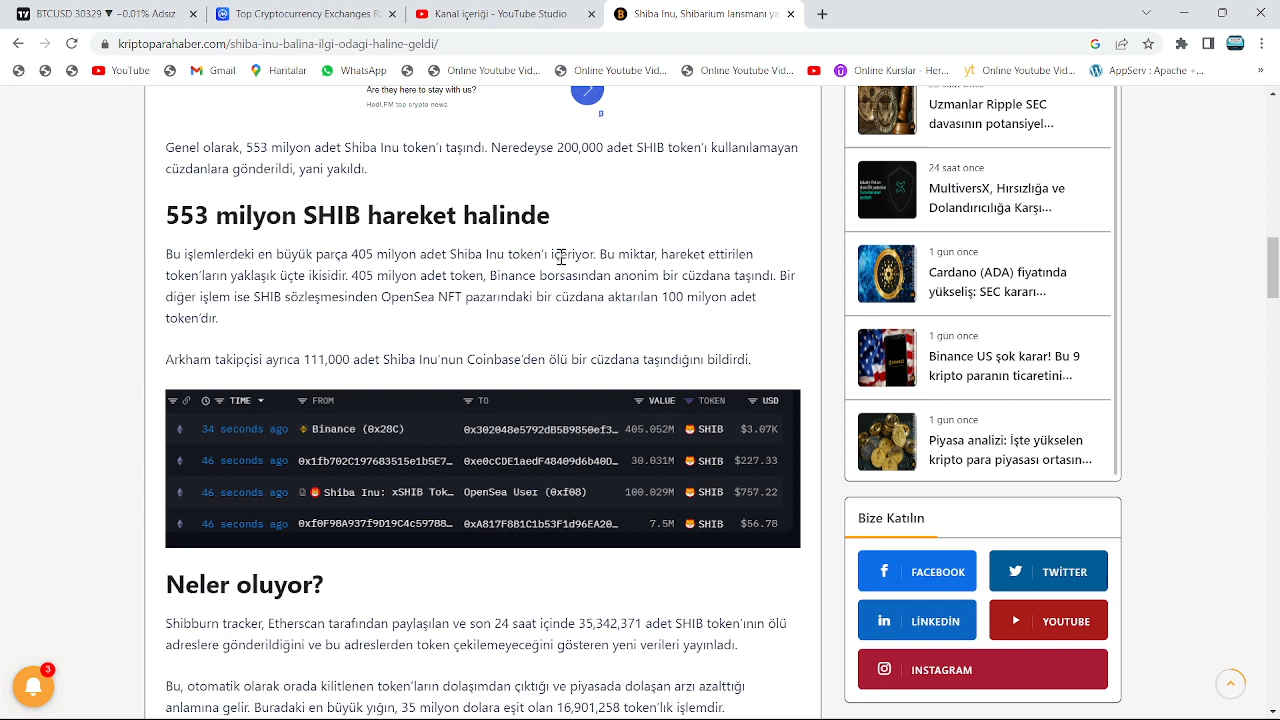 BTCUSD 30329 ▼ −0.01% Adsız
Top Cryptocurrency Exchanges Ra
Kanal içeriği - YouTube Studio
Shiba Inu, Shibarium lansmanı ya
kriptoparahaber.com/shiba-inu-balina-ilgi-odagi-haline-geldi/
YouTube
Gmail
Haritalar
WhatsApp
Online Youtube Vid...
Online Youtube Vid...
Online Youtube Vid...
Online Kurslar - Her...
Online Youtube Vid...
AppServ : Apache +...
»
Are they here to stay with us?
Hodl.FM top crypto news
Genel olarak, 553 milyon adet Shiba Inu token’ı taşındı. Neredeyse 200,000 adet SHIB token’ı kullanılamayan
cüzdanlara gönderildi, yani yakıldı.
553 milyon SHIB hareket halinde
Bu işlemlerdeki en büyük parça 405 milyon adet Shiba Inu token’ı içeriyor. Bu miktar, hareket ettirilen
token’ların yaklaşık üçte ikisidir. 405 milyon adet token, Binance borsasından anonim bir cüzdana taşındı. Bir
diğer işlem ise SHIB sözleşmesinden OpenSea NFT pazarındaki bir cüzdana aktarılan 100 milyon adet
token’dır.
Arkham takipçisi ayrıca 111,000 adet Shiba Inu’nun Coinbase’den ölü bir cüzdana taşındığını bildirdi.
TIME FROM TO VALUE TOKEN USD
34 seconds ago Binance (0x28C) 0x302049e5792dB5B9850ef3… 405.052M SHIB $3.07K
46 seconds ago 0x1fb702C5C2835515e1b5E7… 0xe0cCDE1aedF48409d6b40D… 30.031M SHIB $227.33
46 seconds ago Shiba Inu: xSHIB Tok… OpenSea User (0xf08) 100.029M SHIB $757.22
46 seconds ago 7.5M SHIB $56.78
Neler oluyor?
Shibburn tracker, Etherscan tarafından paylaşılan ve son 24 saat içinde 35,342,371 adet SHIB token’ının ölü
adreslere gönderildiğini ve bu adreslerden token çekilemeyeceğini gösteren yeni verileri yayınladı.
Bu, otomatik olarak orada kilitlenen token’ların dolaşımdan çıktığı ve piyasada dolaşan arzı azalttığı
anlamına gelir. Buradaki en büyük yığın, 35 milyon dolara eşit olan 16,901,258 token’lık işlemdir.
3
Uzmanlar Ripple SEC
davasının potansiyel...
24 saat önce
MultiversX, Hırsızlığa ve
Dolandırıcılığa Karşı...
1 gün önce
Cardano (ADA) fiyatında
yükseliş: SEC kararı...
1 gün önce
Binance US şok karar! Bu 9
kripto paranın ticaretini...
1 gün önce
Piyasa analizi: İşte yükselen
kripto para piyasası ortasın...
Bize Katılın
FACEBOOK
TWİTTER
LİNKEDİN
YOUTUBE
INSTAGRAM